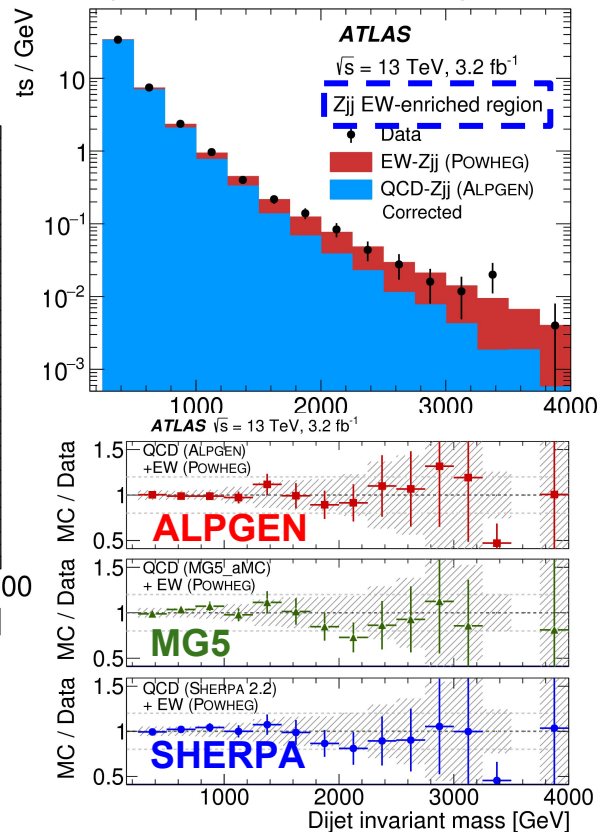 ATLAS
√s = 13 TeV, 3.2 fb⁻¹
Zjj EW-enriched region
Data
EW-Zjj (POWHEG)
QCD-Zjj (ALPGEN)
Corrected
ts / GeV
10
1
10⁻¹
10⁻²
10⁻³
1000 2000 3000 4000
ATLAS √s = 13 TeV, 3.2 fb⁻¹
MC / Data
1.5
1
0.5
QCD (ALPGEN)
+EW (POWHEG)
ALPGEN
00
MC / Data
1.5
1
0.5
QCD (MG5_aMC)
+ EW (POWHEG)
MG5
MC / Data
1.5
1
0.5
QCD (SHERPA 2.2)
+ EW (POWHEG)
SHERPA
1000 2000 3000 4000
Dijet invariant mass [GeV]